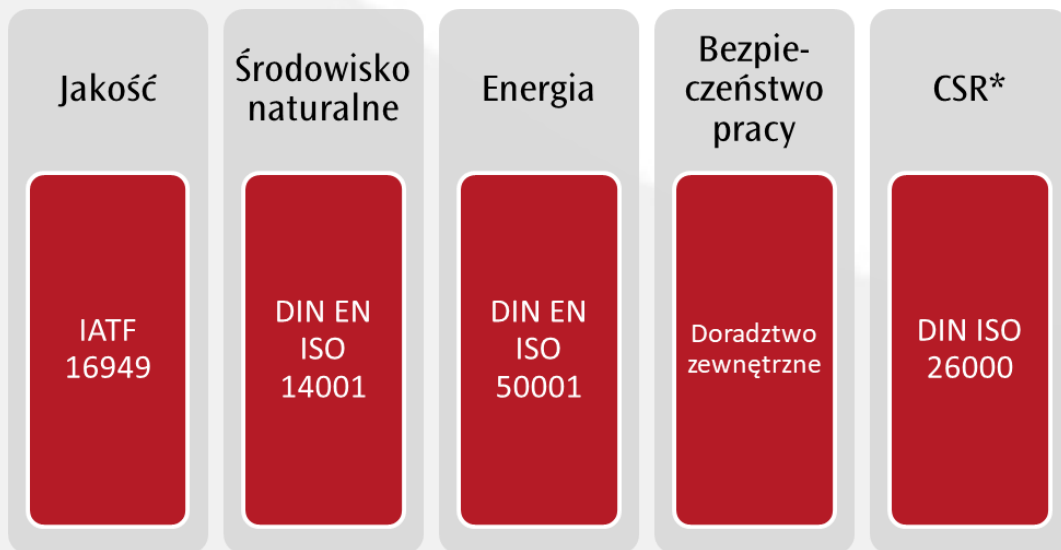 Jakość
Środowisko
naturalne
Energia
Bezpie-
czeństwo
pracy
CSR*
IATF
16949
DIN EN
ISO
14001
DIN EN
ISO
50001
Doradztwo
zewnętrzne
DIN ISO
26000